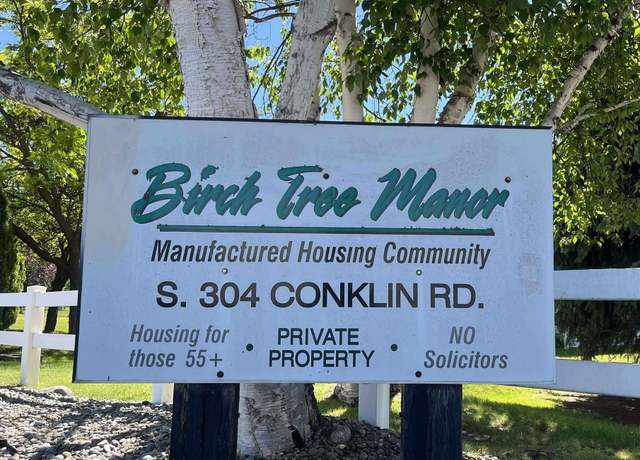 Birch Tree Manor
Manufactured Housing Community
S. 304 CONKLIN RD.
Housing for
those 55+
• PRIVATE
PROPERTY •
NO
Solicitors